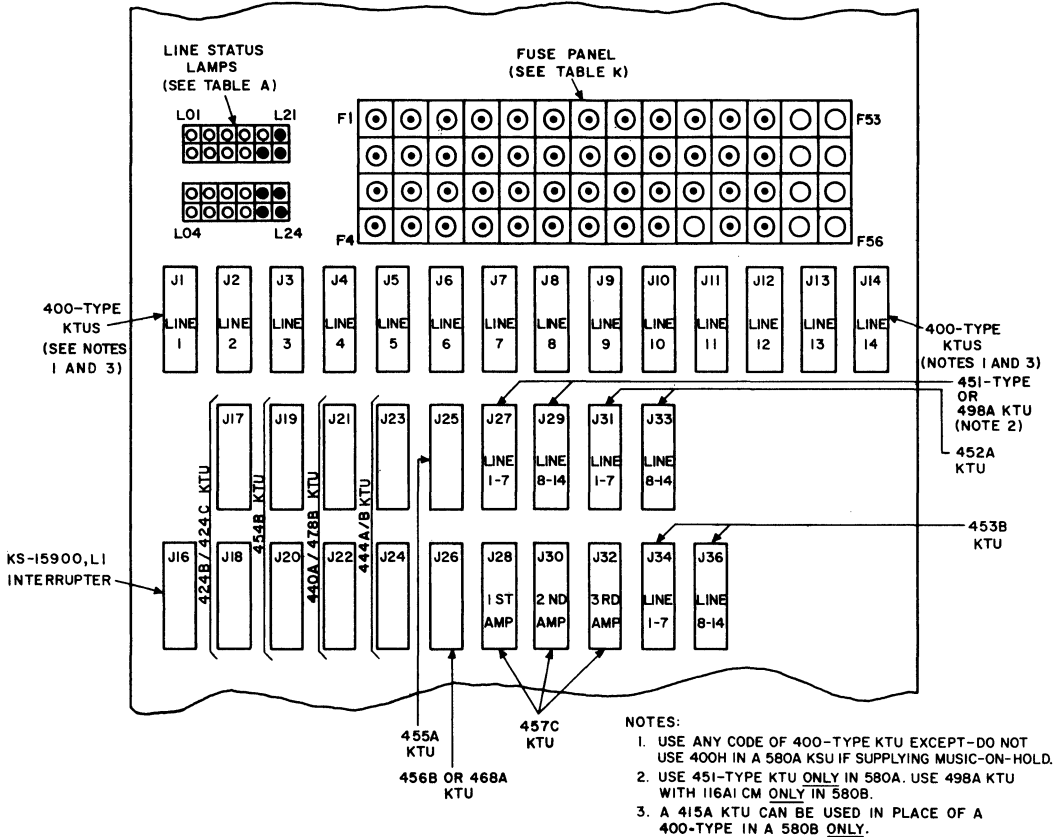 LINE STATUS
LAMPS
(SEE TABLE A)
FUSE PANEL
(SEE TABLE K)
L01 L21
L04 L24
F1 F53
F4 F56
400-TYPE
KTUS
(SEE NOTES
1 AND 3)
J1 J2 J3 J4 J5 J6 J7 J8 J9 J10 J11 J12 J13 J14
LINE LINE LINE LINE LINE LINE LINE LINE LINE LINE LINE LINE LINE LINE
1 2 3 4 5 6 7 8 9 10 11 12 13 14
400-TYPE
KTUS
(NOTES 1 AND 3)
451-TYPE
OR
498A KTU
(NOTE 2)
452A
KTU
J17 J19 J21 J23 J25 J27 J29 J31 J33
LINE LINE LINE LINE
1-7 8-14 1-7 8-14
424B/424C KTU
454B KTU
440A/478B KTU
444A/B KTU
453B
KTU
KS-15900,L1
INTERRUPTER
J16 J18 J20 J22 J24 J26 J28 J30 J32 J34 J36
1ST 2ND 3RD LINE LINE
AMP AMP AMP 1-7 8-14
455A
KTU
456B OR 468A
KTU
457C
KTU
NOTES:
1. USE ANY CODE OF 400-TYPE KTU EXCEPT-DO NOT
USE 400H IN A 580A KSU IF SUPPLYING MUSIC-ON-HOLD.
2. USE 451-TYPE KTU ONLY IN 580A. USE 498A KTU
WITH 116A1 CM ONLY IN 580B.
3. A 415A KTU CAN BE USED IN PLACE OF A
400-TYPE IN A 580B ONLY.